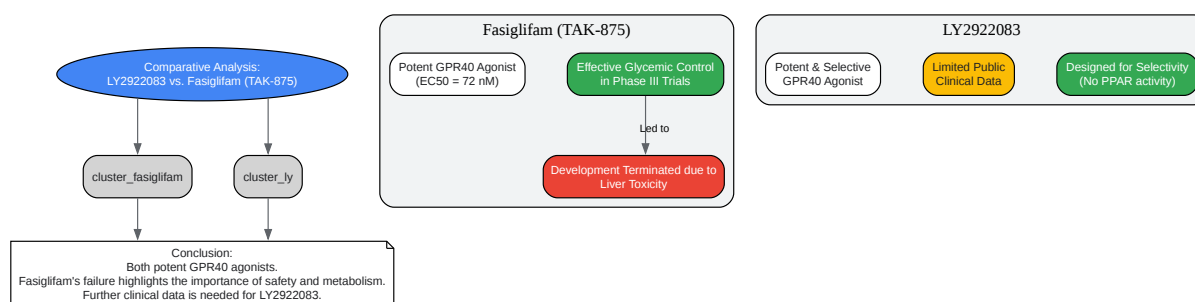 Comparative Analysis:
LY2922083 vs. Fasiglifam (TAK-875)
cluster_fasiglifam
cluster_ly
Conclusion:
Both potent GPR40 agonists.
Fasiglifam's failure highlights the importance of safety and metabolism.
Further clinical data is needed for LY2922083.
Fasiglifam (TAK-875)
Potent GPR40 Agonist
(EC50 = 72 nM)
Effective Glycemic Control
in Phase III Trials
Led to
Development Terminated due to
Liver Toxicity
LY2922083
Potent & Selective
GPR40 Agonist
Limited Public
Clinical Data
Designed for Selectivity
(No PPAR activity)